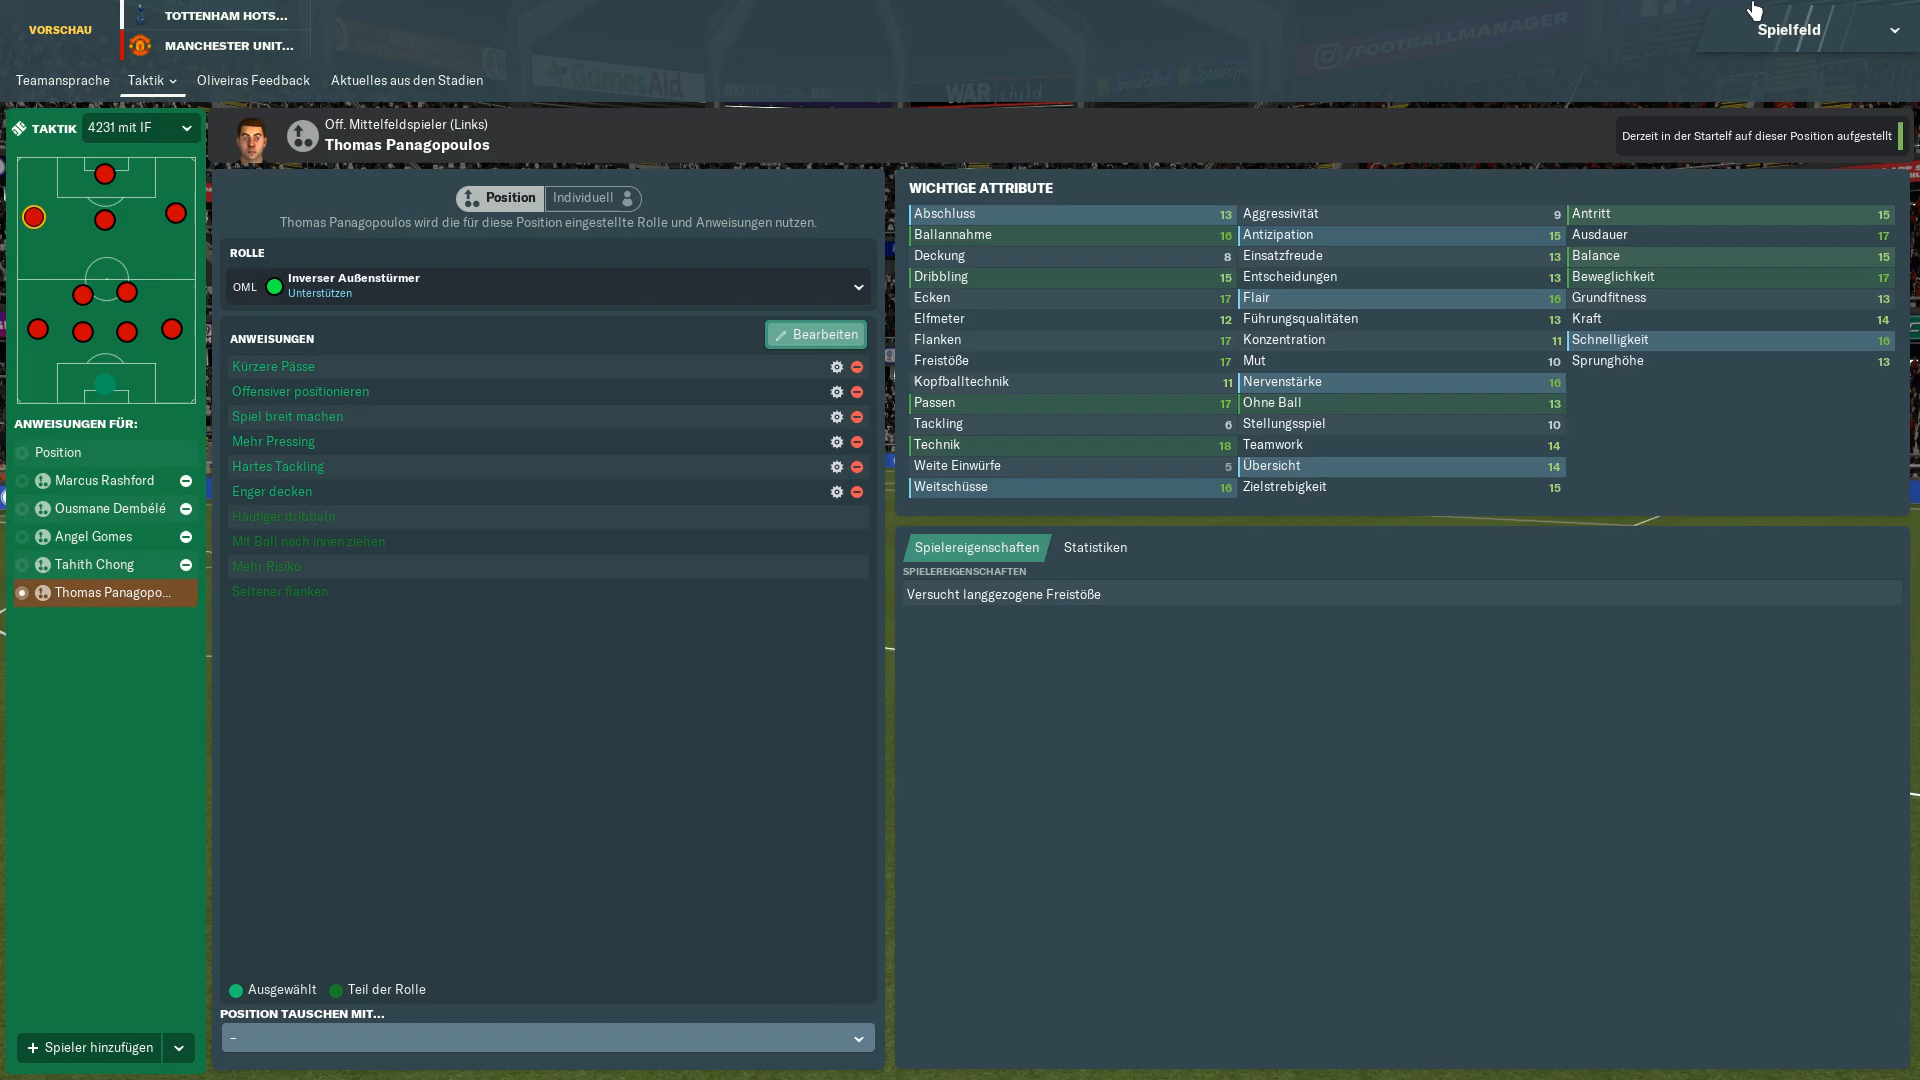 VORSCHAU
TOTTENHAM HOTS...
MANCHESTER UNIT...
Spielfeld
/FOOTBALLMANAGER
GamesAid
WAR child
Teamansprache
Taktik
Oliveiras Feedback
Aktuelles aus den Stadien
TAKTIK
4231 mit IF
Off. Mittelfeldspieler (Links)
Thomas Panagopoulos
Derzeit in der Startelf auf dieser Position aufgestellt
ANWEISUNGEN FÜR:
Position
Marcus Rashford
Ousmane Dembélé
Angel Gomes
Tahith Chong
Thomas Panagopo...
+ Spieler hinzufügen
Position
Individuell
Thomas Panagopoulos wird die für diese Position eingestellte Rolle und Anweisungen nutzen.
ROLLE
OML
Inverser Außenstürmer
Unterstützen
ANWEISUNGEN
Bearbeiten
Kürzere Pässe
Offensiver positionieren
Spiel breit machen
Mehr Pressing
Hartes Tackling
Enger decken
Häufiger dribbeln
Mit Ball nach innen ziehen
Mehr Risiko
Seltener flanken
Ausgewählt
Teil der Rolle
POSITION TAUSCHEN MIT...
-
WICHTIGE ATTRIBUTE
Abschluss 13
Ballannahme 16
Deckung 8
Dribbling 15
Ecken 17
Elfmeter 12
Flanken 17
Freistöße 17
Kopfballtechnik 11
Passen 17
Tackling 6
Technik 18
Weite Einwürfe 5
Weitschüsse 16
Aggressivität 9
Antizipation 15
Einsatzfreude 13
Entscheidungen 13
Flair 16
Führungsqualitäten 13
Konzentration 11
Mut 10
Nervenstärke 16
Ohne Ball 13
Stellungsspiel 10
Teamwork 14
Übersicht 14
Zielstrebigkeit 15
Antritt 15
Ausdauer 17
Balance 15
Beweglichkeit 17
Grundfitness 13
Kraft 14
Schnelligkeit 16
Sprunghöhe 13
Spielereigenschaften
Statistiken
SPIELEREIGENSCHAFTEN
Versucht langgezogene Freistöße